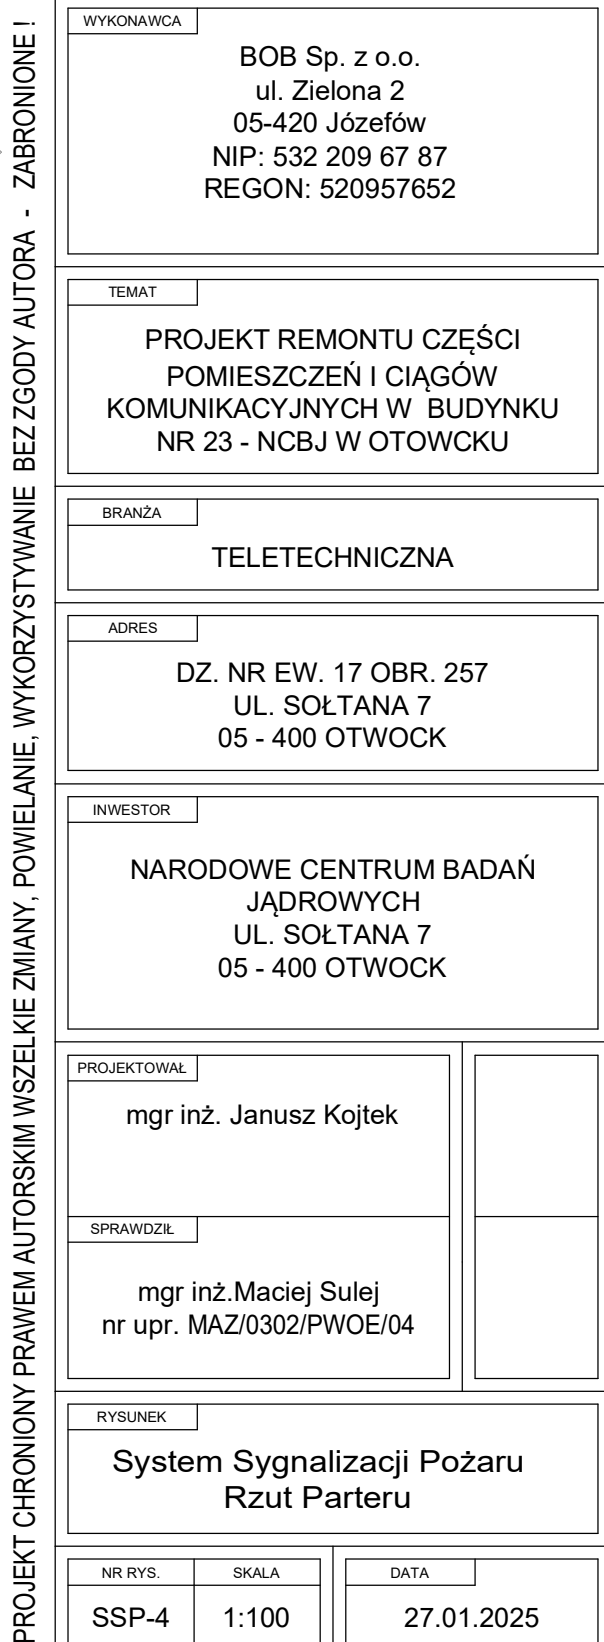 PROJEKT CHRONIONY PRAWEM AUTORSKIM WSZELKIE ZMIANY, POWIELANIE, WYKORZYSTYWANIE BEZ ZGODY AUTORA - ZABRONIONE !
WYKONAWCA
BOB Sp. z o.o.
ul. Zielona 2
05-420 Józefów
NIP: 532 209 67 87
REGON: 520957652
TEMAT
PROJEKT REMONTU CZĘŚCI
POMIESZCZEŃ I CIĄGÓW
KOMUNIKACYJNYCH W BUDYNKU
NR 23 - NCBJ W OTOWCKU
BRANŻA
TELETECHNICZNA
ADRES
DZ. NR EW. 17 OBR. 257
UL. SOŁTANA 7
05 - 400 OTWOCK
INWESTOR
NARODOWE CENTRUM BADAŃ
JĄDROWYCH
UL. SOŁTANA 7
05 - 400 OTWOCK
PROJEKTOWAŁ
mgr inż. Janusz Kojtek
SPRAWDZIŁ
mgr inż.Maciej Sulej
nr upr. MAZ/0302/PWOE/04
RYSUNEK
System Sygnalizacji Pożaru
Rzut Parteru
NR RYS.
SSP-4
SKALA
1:100
DATA
27.01.2025